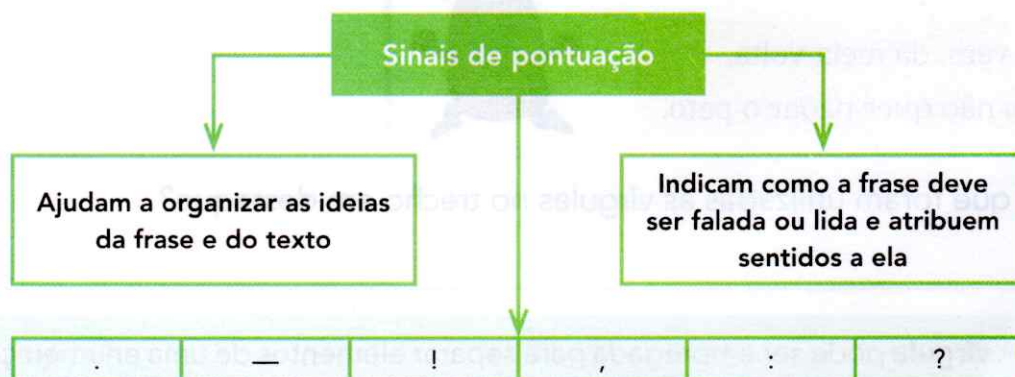 Sinais de pontuação
Ajudam a organizar as ideias
da frase e do texto
Indicam como a frase deve
ser falada ou lida e atribuem
sentidos a ela
. — ! , : ?